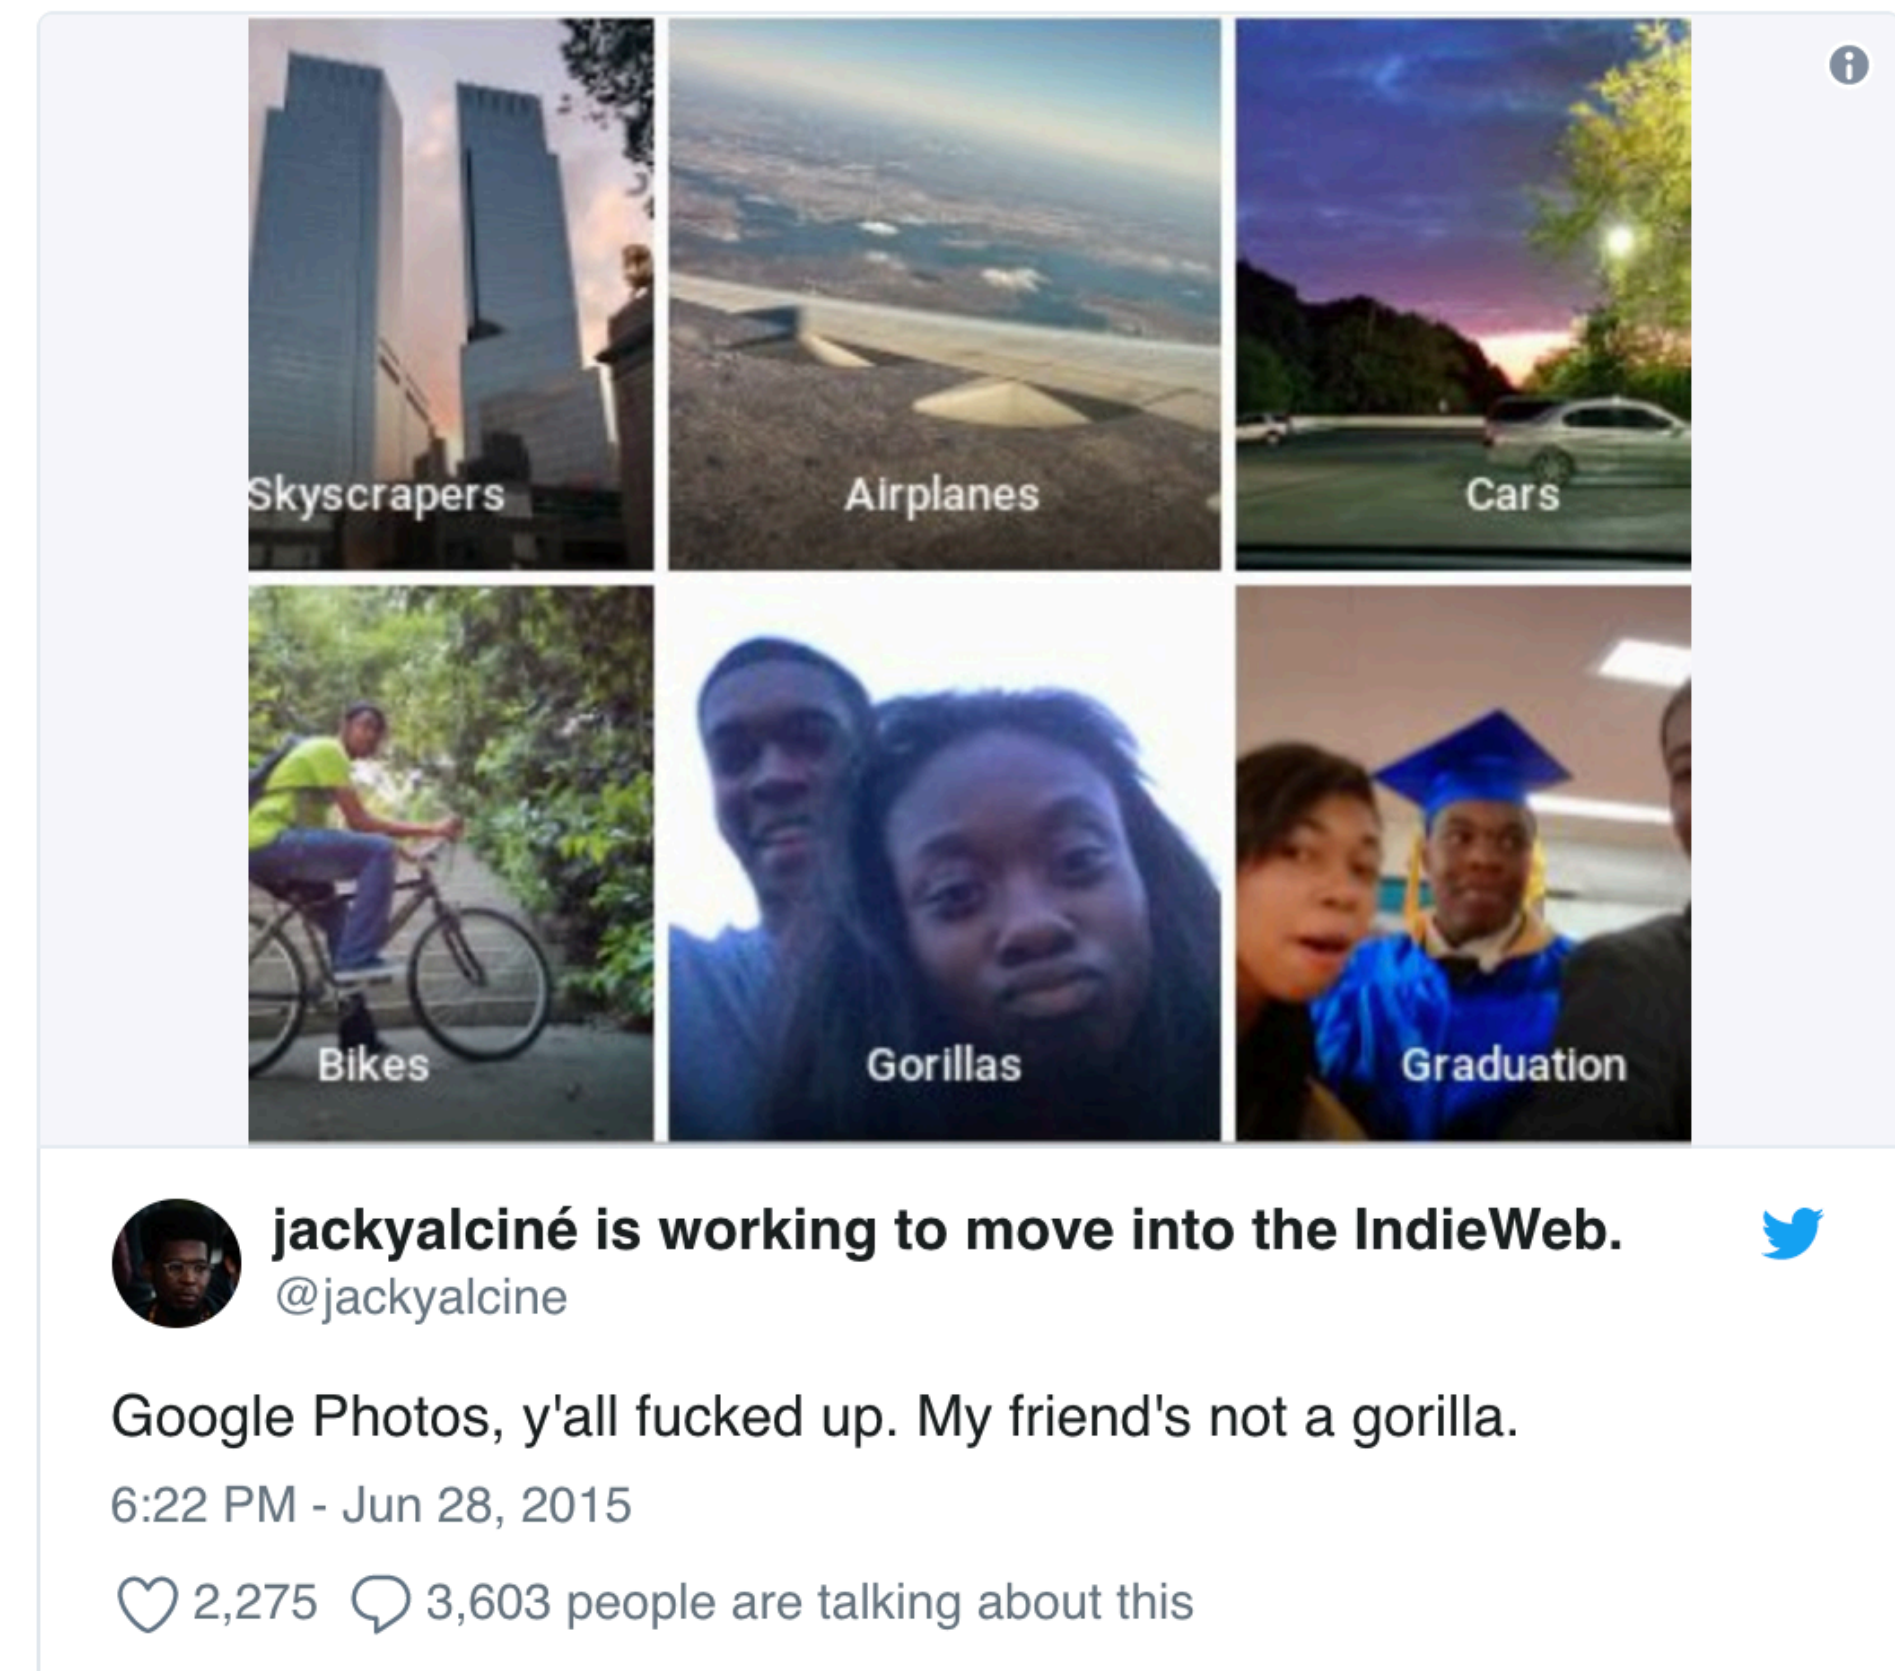 Skyscrapers
Airplanes
Cars
Bikes
Gorillas
Graduation
jackyalciné is working to move into the IndieWeb.
@jackyalcine
Google Photos, y'all fucked up. My friend's not a gorilla.
6:22 PM - Jun 28, 2015
2,275 3,603 people are talking about this